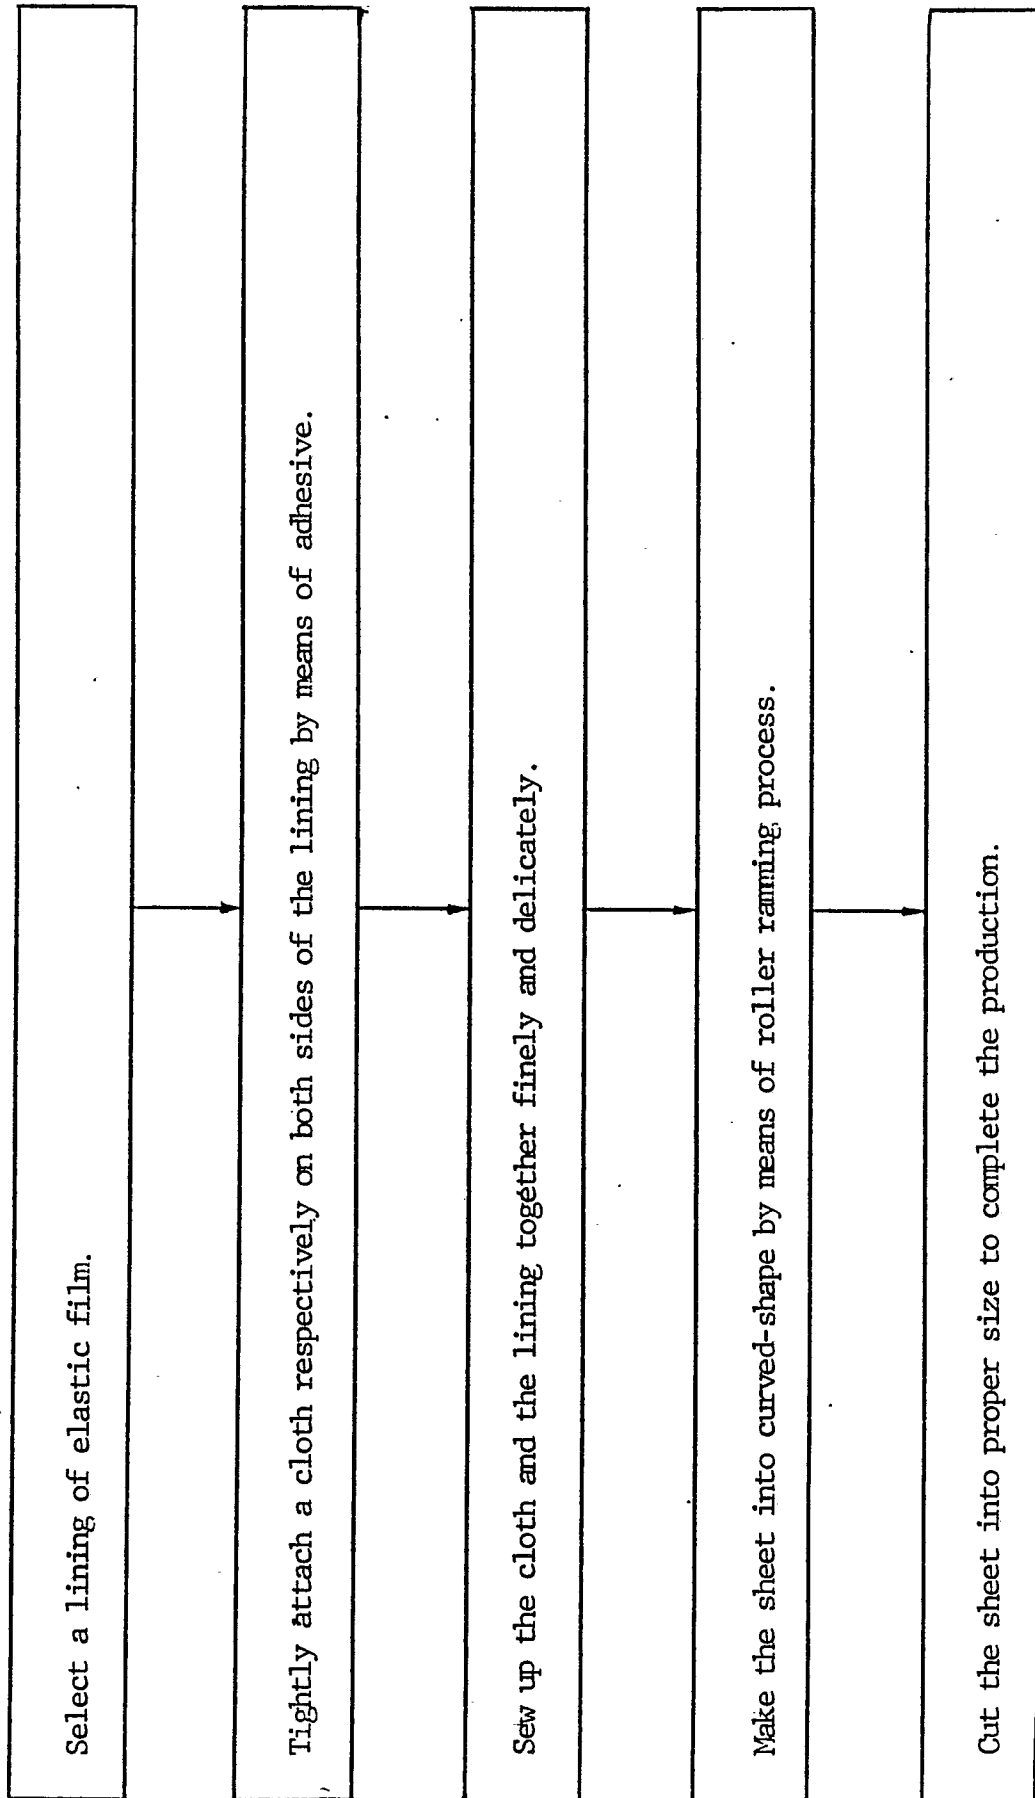 Select a lining of elastic film.
Tightly attach a cloth respectively on both sides of the lining by means of adhesive.
Sew up the cloth and the lining together finely and delicately.
Make the sheet into curved-shape by means of roller ramming process.
Cut the sheet into proper size to complete the production.